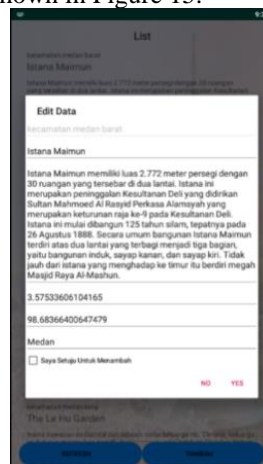 nown in Figure 15.
List
kecamatan medan barat
Istana Maimun
Edit Data
kecamatan medan barat
Istana Maimun
Istana Maimun memiliki luas 2.772 meter persegi dengan
30 ruangan yang tersebar di dua lantai. Istana ini
merupakan peninggalan Kesultanan Deli yang didirikan
Sultan Mahmoed Al Rasyid Perkasa Alamsyah yang
merupakan keturunan raja ke-9 pada Kesultanan Deli.
Istana ini mulai dibangun 125 tahun silam, tepatnya pada
26 Agustus 1888. Secara umum bangunan Istana Maimun
terdiri atas dua lantai yang terbagi menjadi tiga bagian,
yaitu bangunan induk, sayap kanan, dan sayap kiri. Tidak
jauh dari istana yang menghadap ke timur itu berdiri megah
Masjid Raya Al-Mashun.
3.57533606104165
98.68366400647479
Medan
Saya Setuju Untuk Menambah
NO YES
The Le Hu Garden